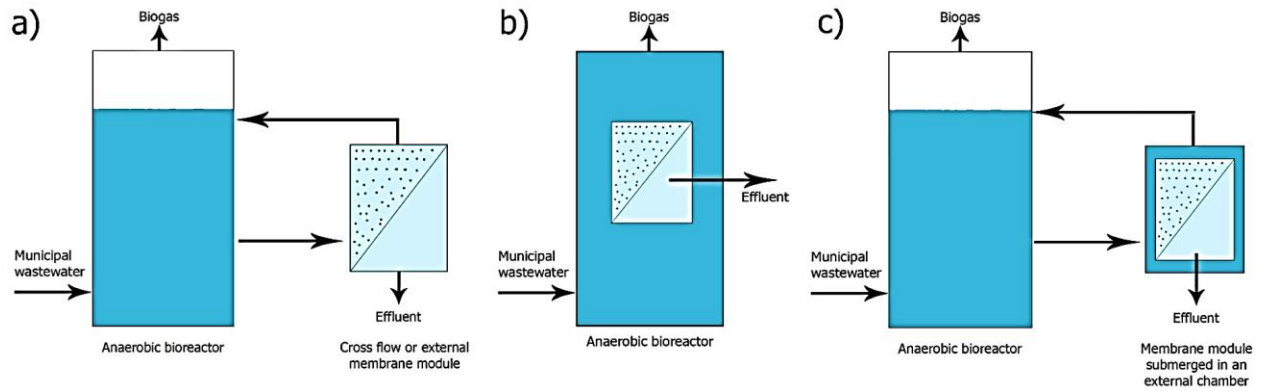 a)
Biogas
Municipal
wastewater
Anaerobic bioreactor
Effluent
Cross flow or external
membrane module
b)
Biogas
Municipal
wastewater
Anaerobic bioreactor
Effluent
c)
Biogas
Municipal
wastewater
Anaerobic bioreactor
Effluent
Membrane module
submerged in an
external chamber